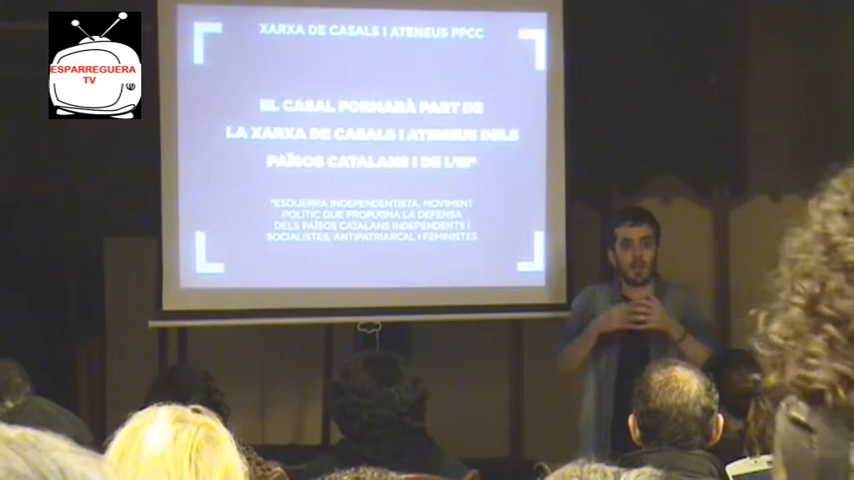 ESPARREGUERA
TV
XARXA DE CASALS I ATENEUS PPCC
EL CASAL FORMARÀ PART DE
LA XARXA DE CASALS I ATENEUS DELS
PAÏSOS CATALANS I DE L'EI*
*ESQUERRA INDEPENDENTISTA. MOVIMENT
POLÍTIC QUE PROPUGNA LA DEFENSA
DELS PAÏSOS CATALANS INDEPENDENTS I
SOCIALISTES, ANTIPATRIARCAL I FEMINISTES